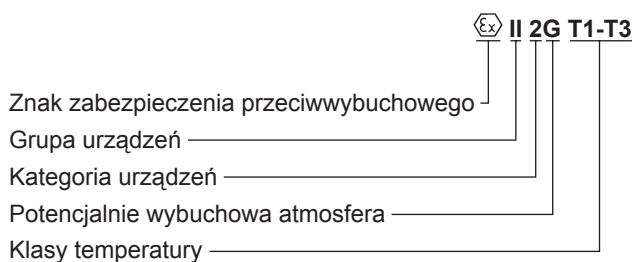 Ex II 2G T1-T3
Znak zabezpieczenia przeciwwybuchowego
Grupa urządzeń
Kategoria urządzeń
Potencjalnie wybuchowa atmosfera
Klasy temperatury